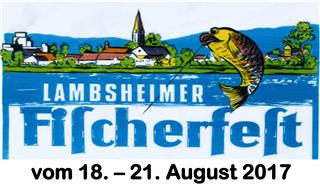 LAMBSHEIMER
Fiſcherfeſt
vom 18. – 21. August 2017